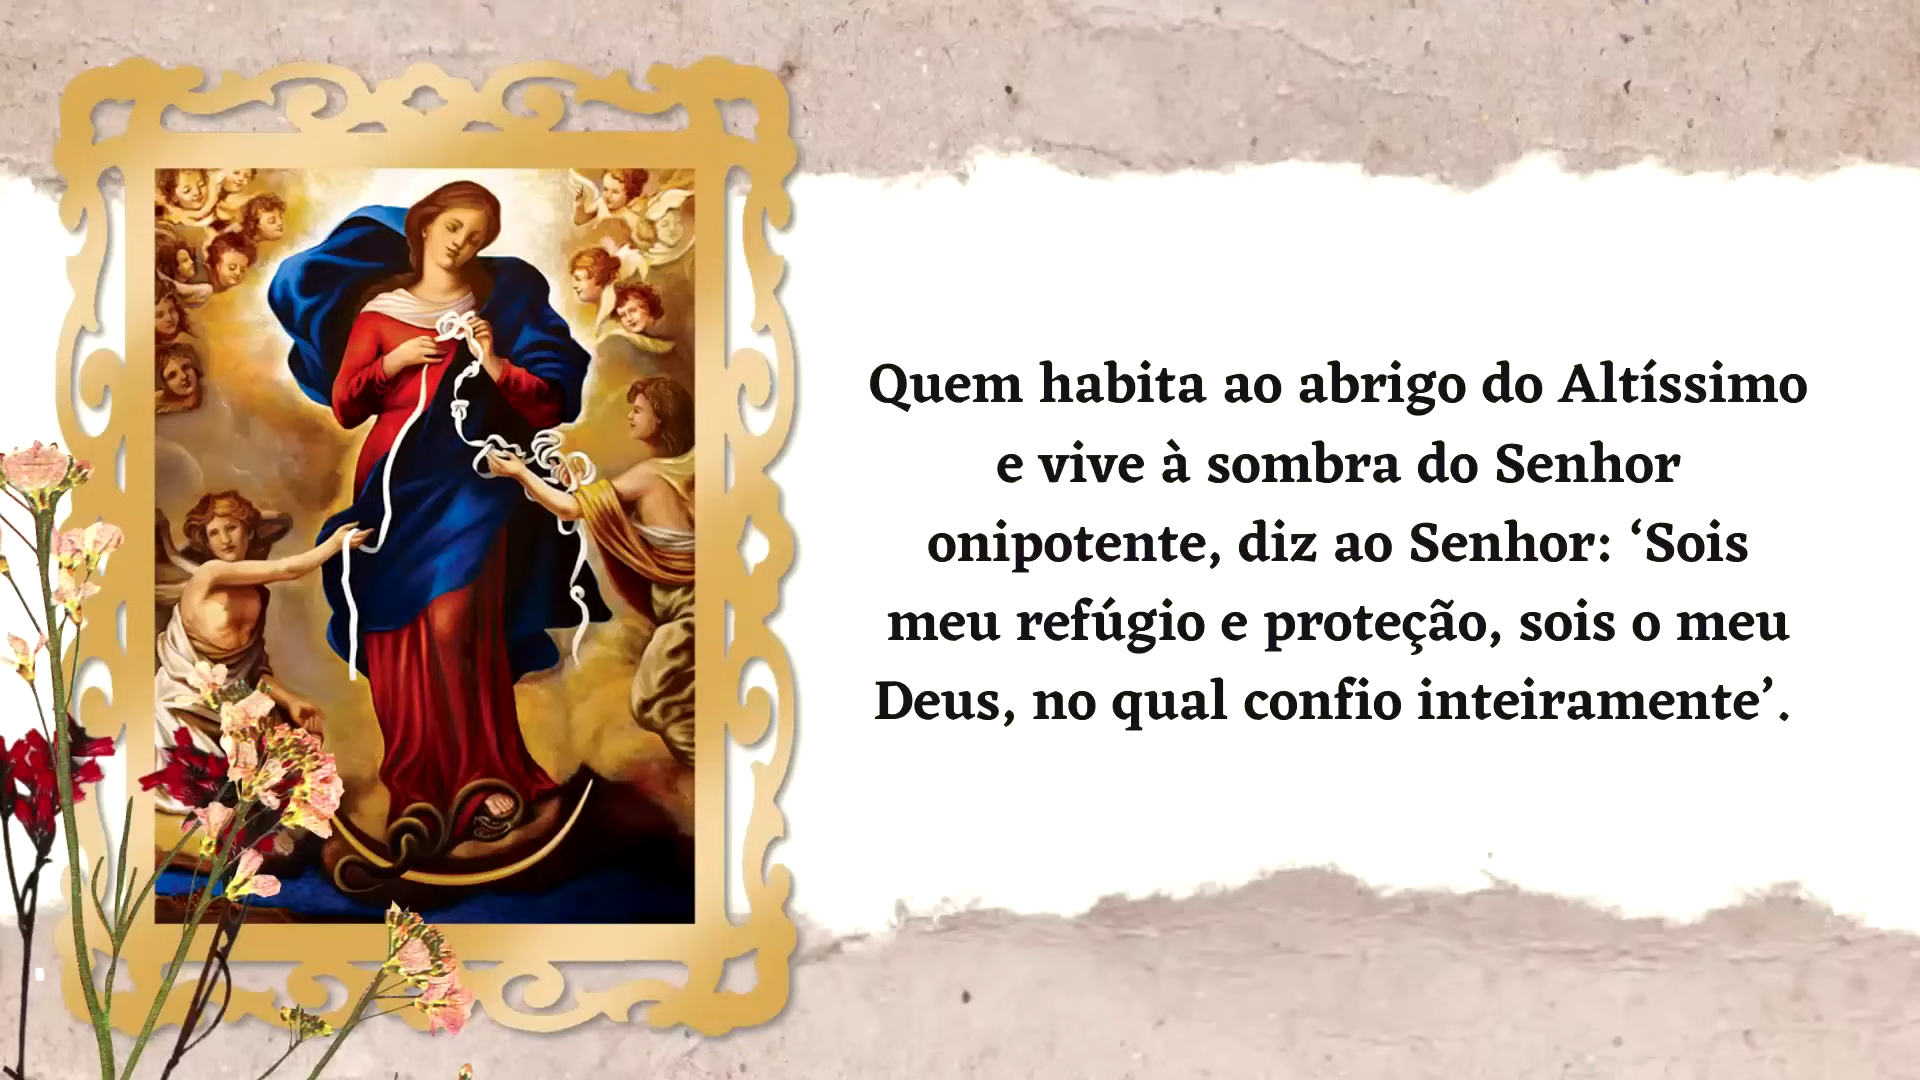 Quem habita ao abrigo do Altíssimo
e vive à sombra do Senhor
onipotente, diz ao Senhor: ‘Sois
meu refúgio e proteção, sois o meu
Deus, no qual confio inteiramente’.